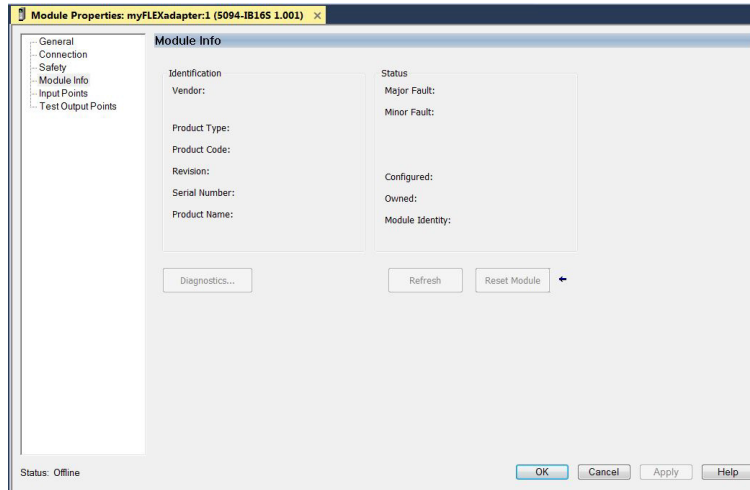 Module Properties: myFLEXadapter:1 (5094-IB16S 1.001) ×
General
Connection
Safety
Module Info
Input Points
Test Output Points
Module Info
Identification
Vendor:
Product Type:
Product Code:
Revision:
Serial Number:
Product Name:
Status
Major Fault:
Minor Fault:
Configured:
Owned:
Module Identity:
Diagnostics...
Refresh
Reset Module
Status: Offline
OK
Cancel
Apply
Help